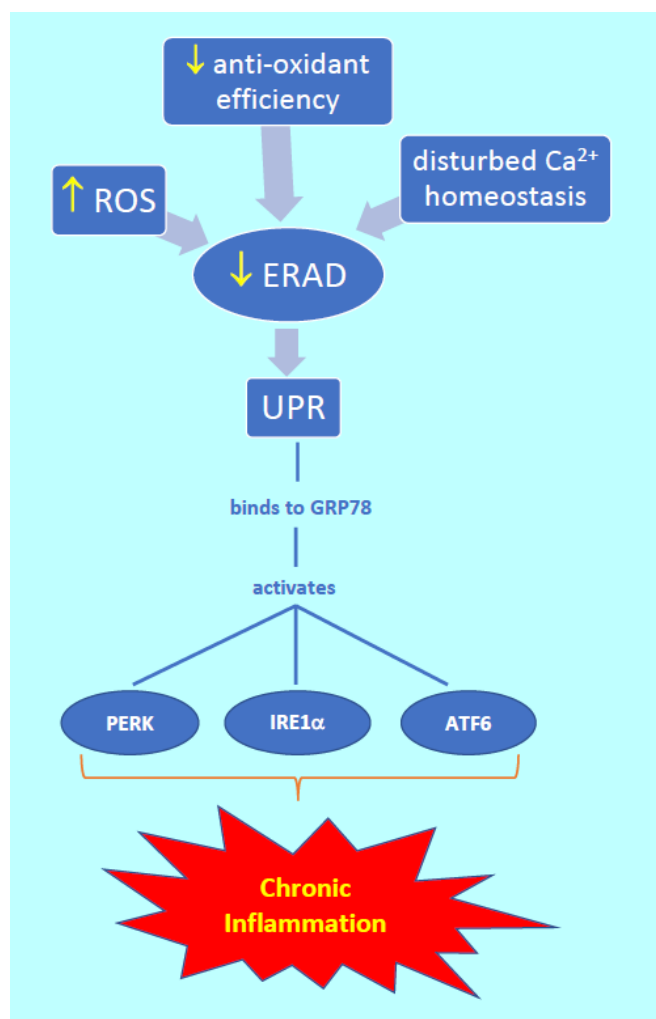 ↓ anti-oxidant
efficiency
↑ ROS
disturbed Ca²⁺
homeostasis
↓ ERAD
UPR
binds to GRP78
activates
PERK
IRE1α
ATF6
Chronic
Inflammation